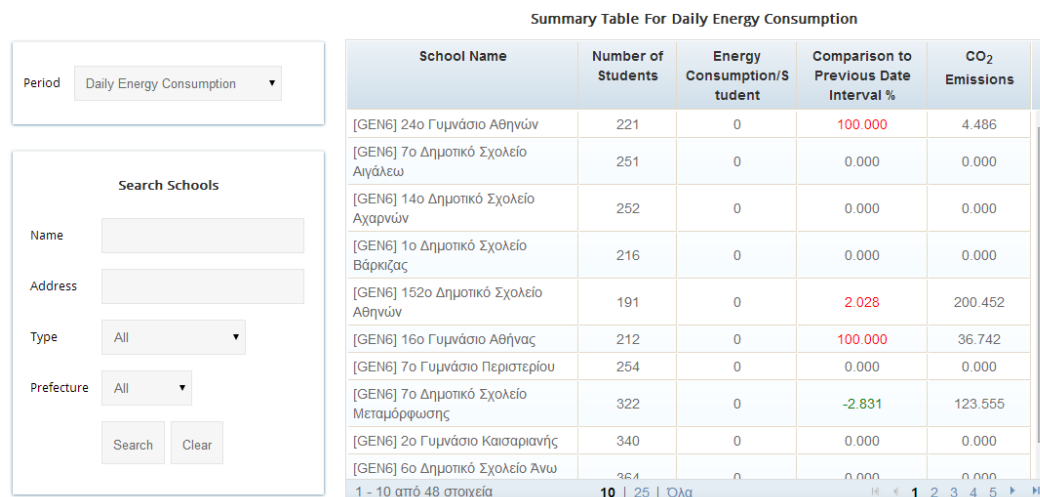 Summary Table For Daily Energy Consumption
Period Daily Energy Consumption
Search Schools
Name
Address
Type All
Prefecture All
Search Clear
School Name Number of Students Energy Consumption/Student Comparison to Previous Date Interval % CO2 Emissions
[GEN6] 24ο Γυμνάσιο Αθηνών 221 0 100.000 4.486
[GEN6] 7ο Δημοτικό Σχολείο
Αιγάλεω 251 0 0.000 0.000
[GEN6] 14ο Δημοτικό Σχολείο
Αχαρνών 252 0 0.000 0.000
[GEN6] 1ο Δημοτικό Σχολείο
Βάρκιζας 216 0 0.000 0.000
[GEN6] 152ο Δημοτικό Σχολείο
Αθηνών 191 0 2.028 200.452
[GEN6] 16ο Γυμνάσιο Αθήνας 212 0 100.000 36.742
[GEN6] 7ο Γυμνάσιο Περιστερίου 254 0 0.000 0.000
[GEN6] 7ο Δημοτικό Σχολείο
Μεταμόρφωσης 322 0 -2.831 123.555
[GEN6] 2ο Γυμνάσιο Καισαριανής 340 0 0.000 0.000
[GEN6] 6ο Δημοτικό Σχολείο Άνω 364 0 0.000 0.000
1 - 10 από 48 στοιχεία 10 | 25 | Όλα 1 2 3 4 5